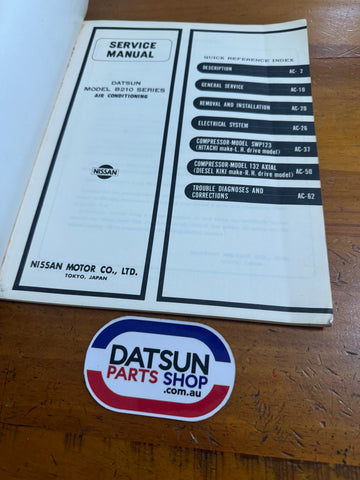 SERVICE
MANUAL
DATSUN
MODEL B210 SERIES
AIR CONDITIONING
NISSAN
NISSAN MOTOR CO., LTD.
TOKYO, JAPAN
QUICK REFERENCE INDEX
DESCRIPTION AC- 2
GENERAL SERVICE AC-10
REMOVAL AND INSTALLATION AC-20
ELECTRICAL SYSTEM AC-26
COMPRESSOR-MODEL SWP123
(HITACHI make-L.H. drive model) AC-37
COMPRESSOR-MODEL T32 AXIAL
(DIESEL KIKI make-R.H. drive model) AC-50
TROUBLE DIAGNOSES AND
CORRECTIONS AC-62
DATSUN
PARTS SHOP
.com.au